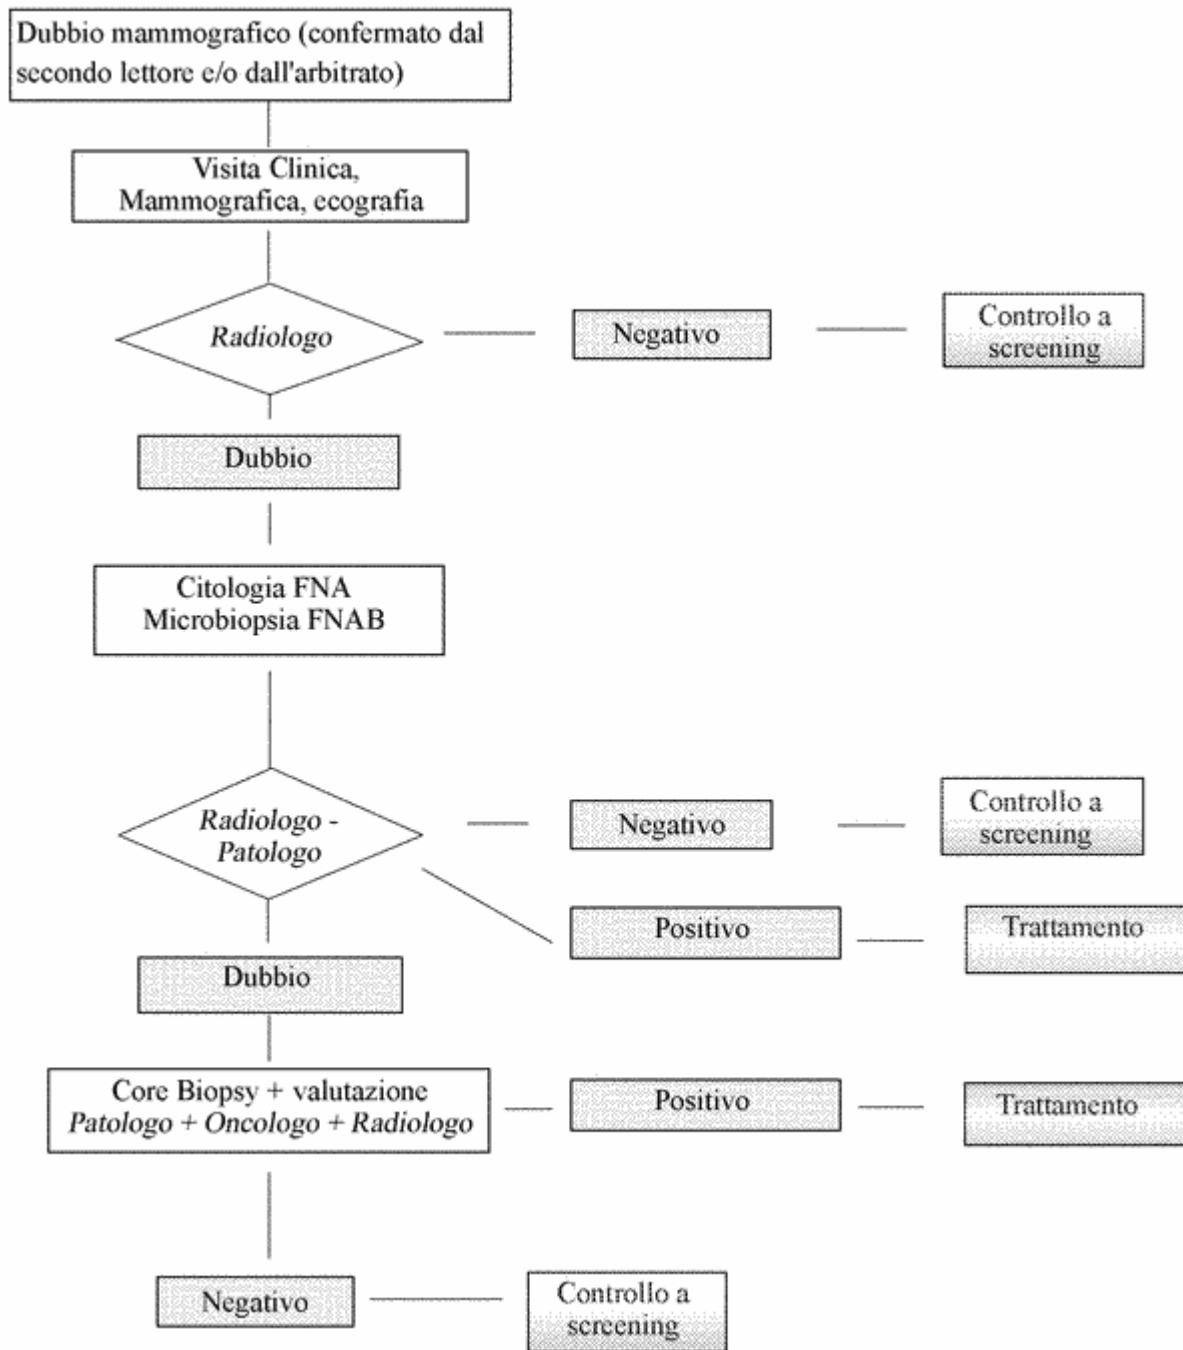 Dubbio mammografico (confermato dal
secondo lettore e/o dall'arbitrato)
Visita Clinica,
Mammografica, ecografia
Radiologo
Negativo
Controllo a
screening
Dubbio
Citologia FNA
Microbiopsia FNAB
Radiologo -
Patologo
Negativo
Controllo a
screening
Positivo
Trattamento
Dubbio
Core Biopsy + valutazione
Patologo + Oncologo + Radiologo
Positivo
Trattamento
Negativo
Controllo a
screening